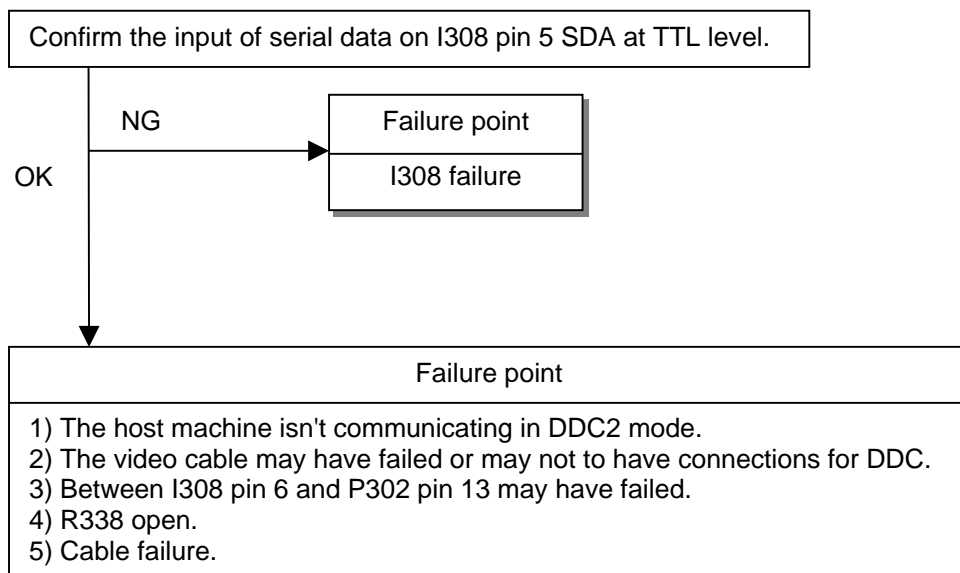 Confirm the input of serial data on I308 pin 5 SDA at TTL level.
NG
Failure point
I308 failure
OK
Failure point
1) The host machine isn't communicating in DDC2 mode.
2) The video cable may have failed or may not to have connections for DDC.
3) Between I308 pin 6 and P302 pin 13 may have failed.
4) R338 open.
5) Cable failure.